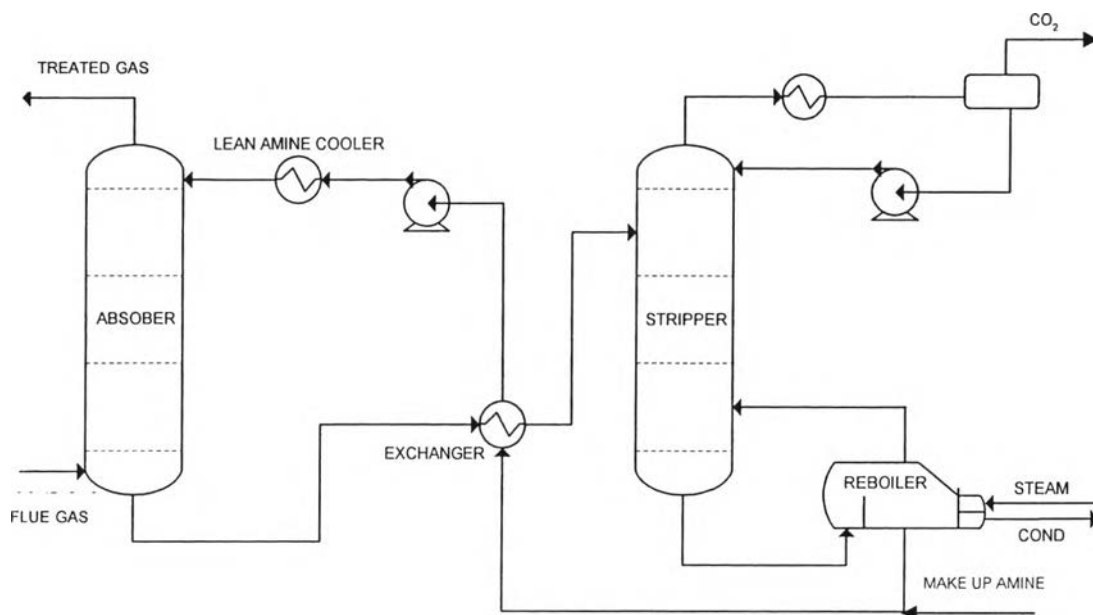 CO2
TREATED GAS
LEAN AMINE COOLER
ABSOBER
STRIPPER
EXCHANGER
REBOILER
STEAM
FLUE GAS
COND
MAKE UP AMINE